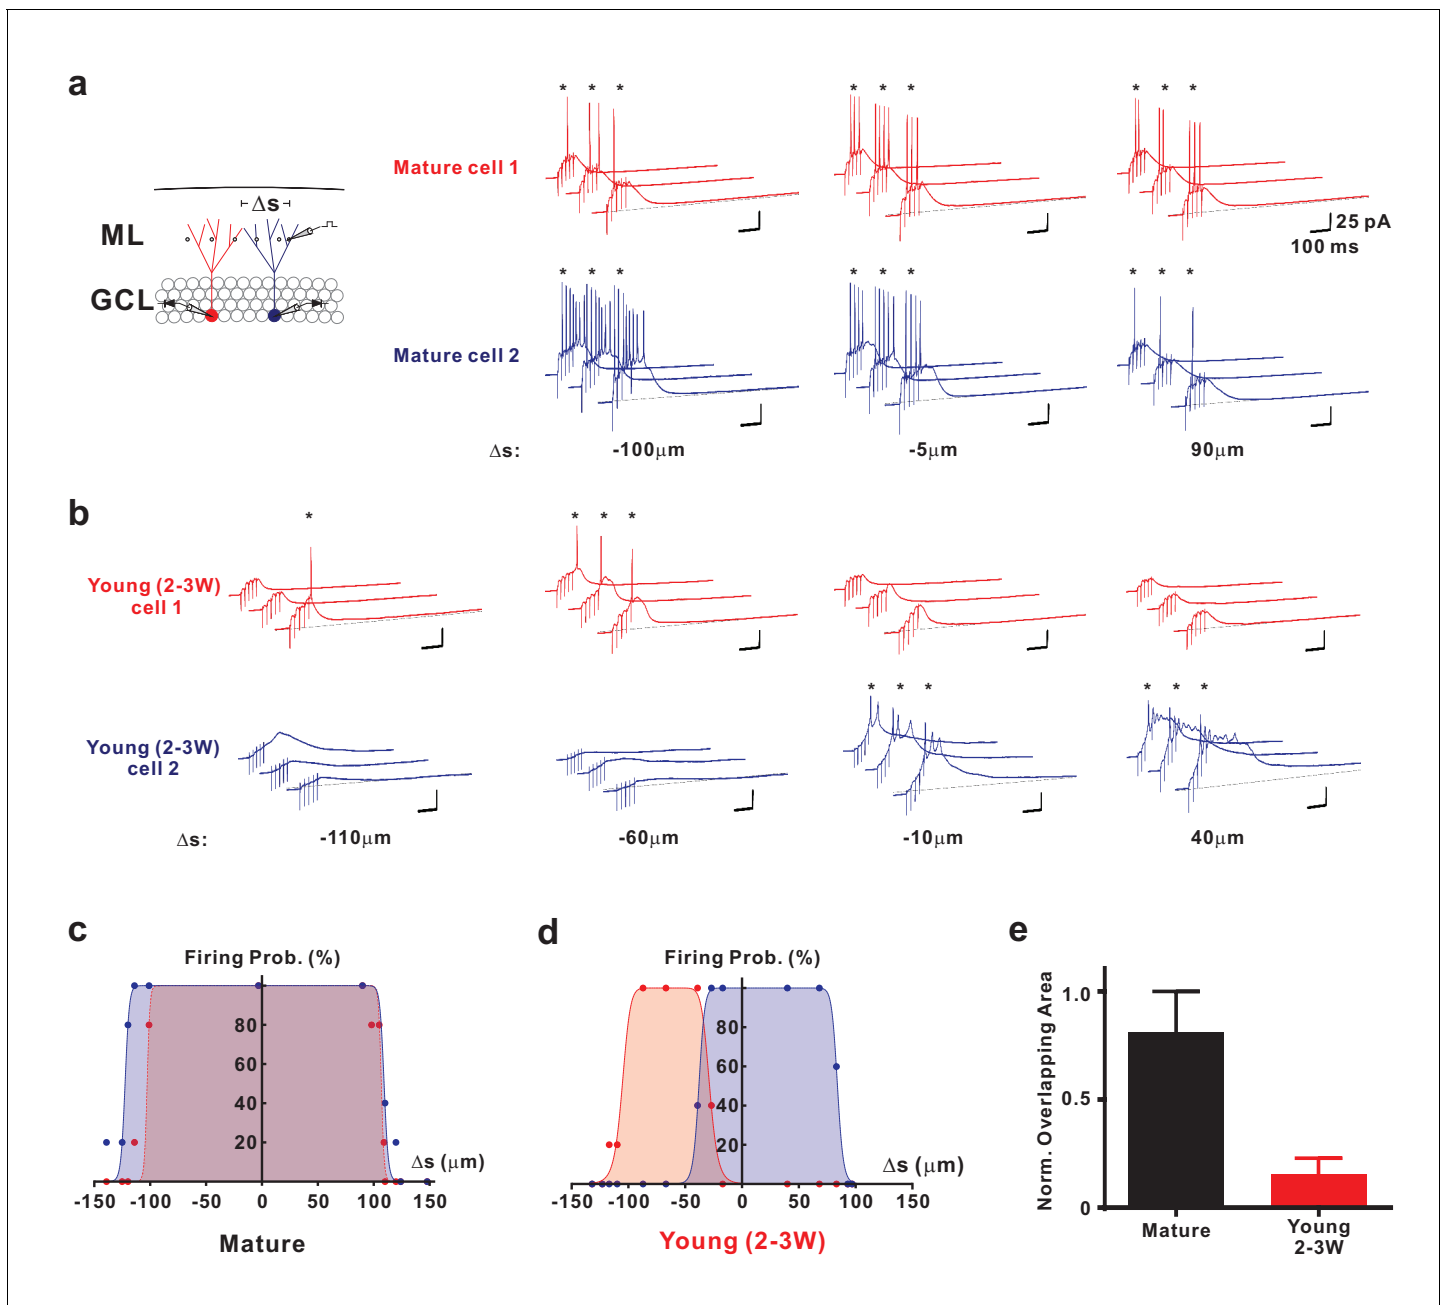 a
* * *
* * *
* * *
Mature cell 1
Δs
ML
GCL
25 pA
100 ms
* * *
* * *
* * *
Mature cell 2
Δs:
-100μm
-5μm
90μm
b
*
* * *
Young (2-3W)
cell 1
* * *
* * *
Young (2-3W)
cell 2
Δs:
-110μm
-60μm
-10μm
40μm
c
Firing Prob. (%)
80
60
40
20
Δs (μm)
-150 -100 -50 0 50 100 150
Mature
d
Firing Prob. (%)
80
60
40
20
Δs (μm)
-150 -100 -50 0 50 100 150
Young (2-3W)
e
Norm. Overlapping Area
1.0
0.5
0
Mature
Young
2-3W